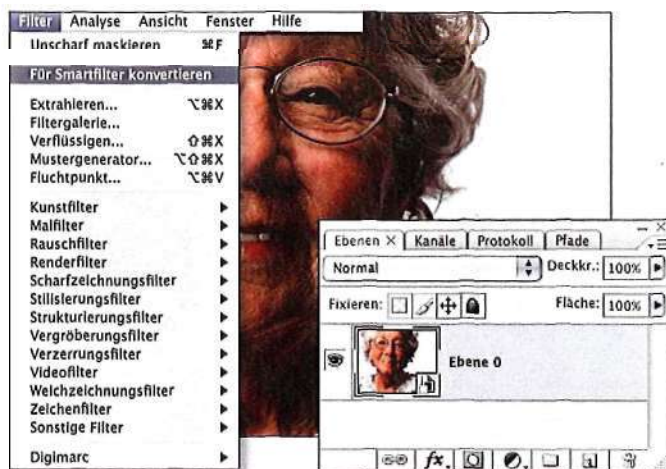 Filter Analyse Ansicht Fenster Hilfe
Unscharf maskieren ⌘F
Für Smartfilter konvertieren
Extrahieren... ⌥⌘X
Filtergalerie...
Verflüssigen... ⇧⌘X
Mustergenerator... ⌥⇧⌘X
Fluchtpunkt... ⌥⌘V
Kunstfilter
Malfilter
Rauschfilter
Renderfilter
Scharfzeichnungsfilter
Stilisierungsfilter
Strukturierungsfilter
Vergröberungsfilter
Verzerrungsfilter
Videofilter
Weichzeichnungsfilter
Zeichenfilter
Sonstige Filter
Digimarc
Ebenen × Kanäle Protokoll Pfade
Normal Deckkr.: 100%
Fixieren: Fläche: 100%
Ebene 0
fx